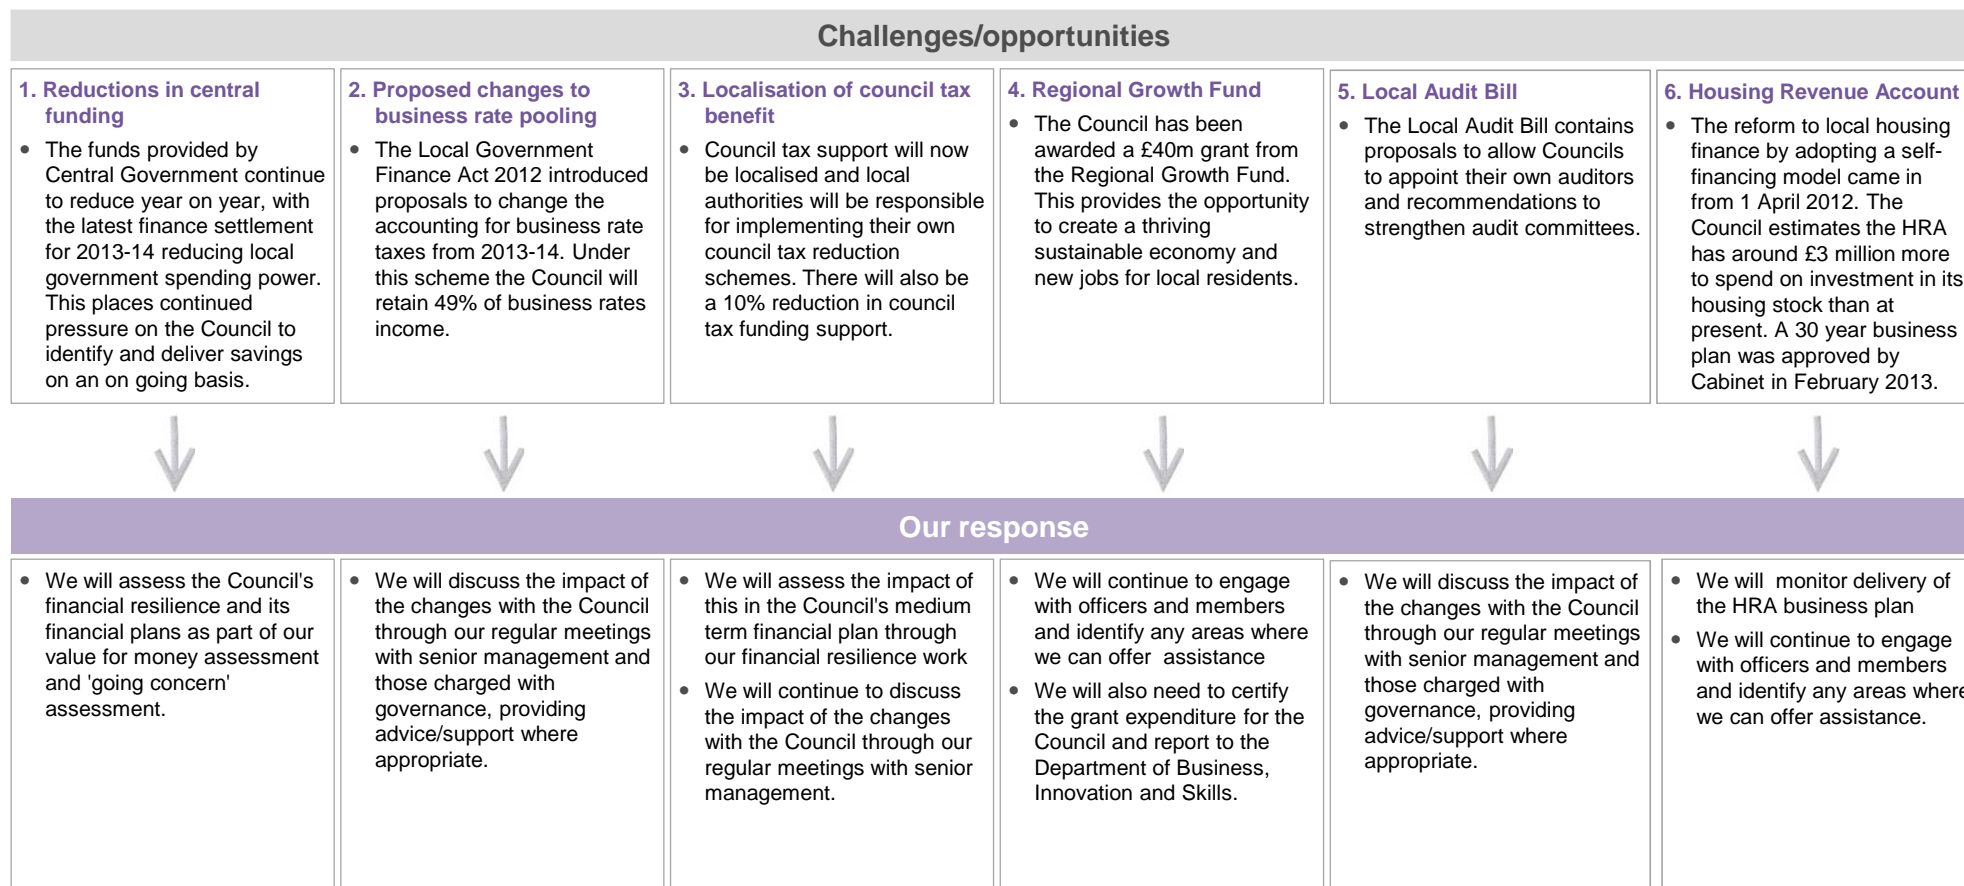 Challenges/opportunities
1. Reductions in central
funding
• The funds provided by
Central Government continue
to reduce year on year, with
the latest finance settlement
for 2013-14 reducing local
government spending power.
This places continued
pressure on the Council to
identify and deliver savings
on an on going basis.
2. Proposed changes to
business rate pooling
• The Local Government
Finance Act 2012 introduced
proposals to change the
accounting for business rate
taxes from 2013-14. Under
this scheme the Council will
retain 49% of business rates
income.
3. Localisation of council tax
benefit
• Council tax support will now
be localised and local
authorities will be responsible
for implementing their own
council tax reduction
schemes. There will also be
a 10% reduction in council
tax funding support.
4. Regional Growth Fund
• The Council has been
awarded a £40m grant from
the Regional Growth Fund.
This provides the opportunity
to create a thriving
sustainable economy and
new jobs for local residents.
5. Local Audit Bill
• The Local Audit Bill contains
proposals to allow Councils
to appoint their own auditors
and recommendations to
strengthen audit committees.
6. Housing Revenue Account
• The reform to local housing
finance by adopting a self-
financing model came in
from 1 April 2012. The
Council estimates the HRA
has around £3 million more
to spend on investment in its
housing stock than at
present. A 30 year business
plan was approved by
Cabinet in February 2013.
Our response
• We will assess the Council's
financial resilience and its
financial plans as part of our
value for money assessment
and 'going concern'
assessment.
• We will discuss the impact of
the changes with the Council
through our regular meetings
with senior management and
those charged with
governance, providing
advice/support where
appropriate.
• We will assess the impact of
this in the Council's medium
term financial plan through
our financial resilience work
• We will continue to discuss
the impact of the changes
with the Council through our
regular meetings with senior
management.
• We will continue to engage
with officers and members
and identify any areas where
we can offer assistance
• We will also need to certify
the grant expenditure for the
Council and report to the
Department of Business,
Innovation and Skills.
• We will discuss the impact of
the changes with the Council
through our regular meetings
with senior management and
those charged with
governance, providing
advice/support where
appropriate.
• We will monitor delivery of
the HRA business plan
• We will continue to engage
with officers and members
and identify any areas where
we can offer assistance.